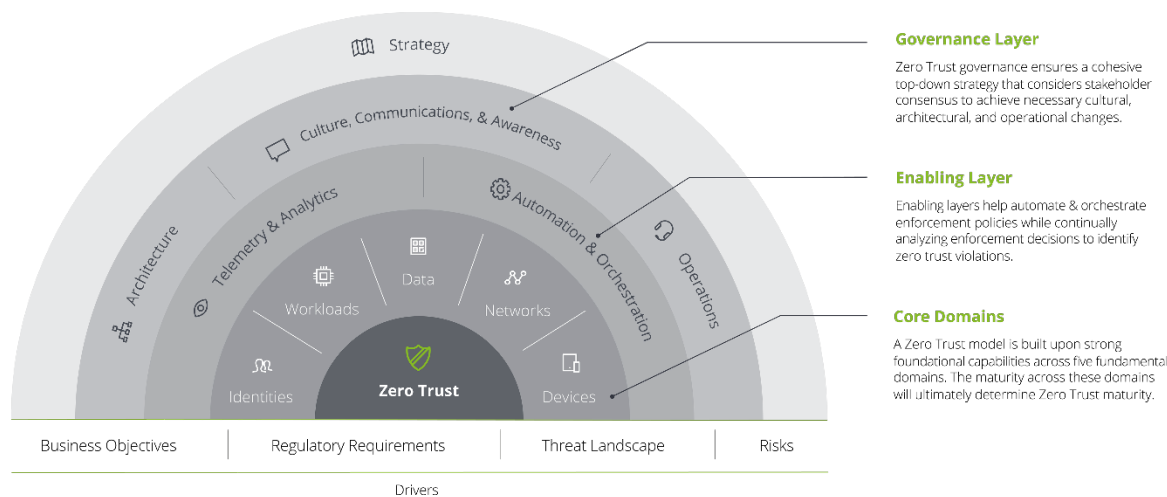 Strategy
Culture, Communications, & Awareness
Architecture
Operations
Telemetry & Analytics
Automation & Orchestration
Identities
Workloads
Data
Networks
Devices
Zero Trust
Governance Layer
Zero Trust governance ensures a cohesive
top-down strategy that considers stakeholder
consensus to achieve necessary cultural,
architectural, and operational changes.
Enabling Layer
Enabling layers help automate & orchestrate
enforcement policies while continually
analyzing enforcement decisions to identify
zero trust violations.
Core Domains
A Zero Trust model is built upon strong
foundational capabilities across five fundamental
domains. The maturity across these domains
will ultimately determine Zero Trust maturity.
Business Objectives
Regulatory Requirements
Threat Landscape
Risks
Drivers